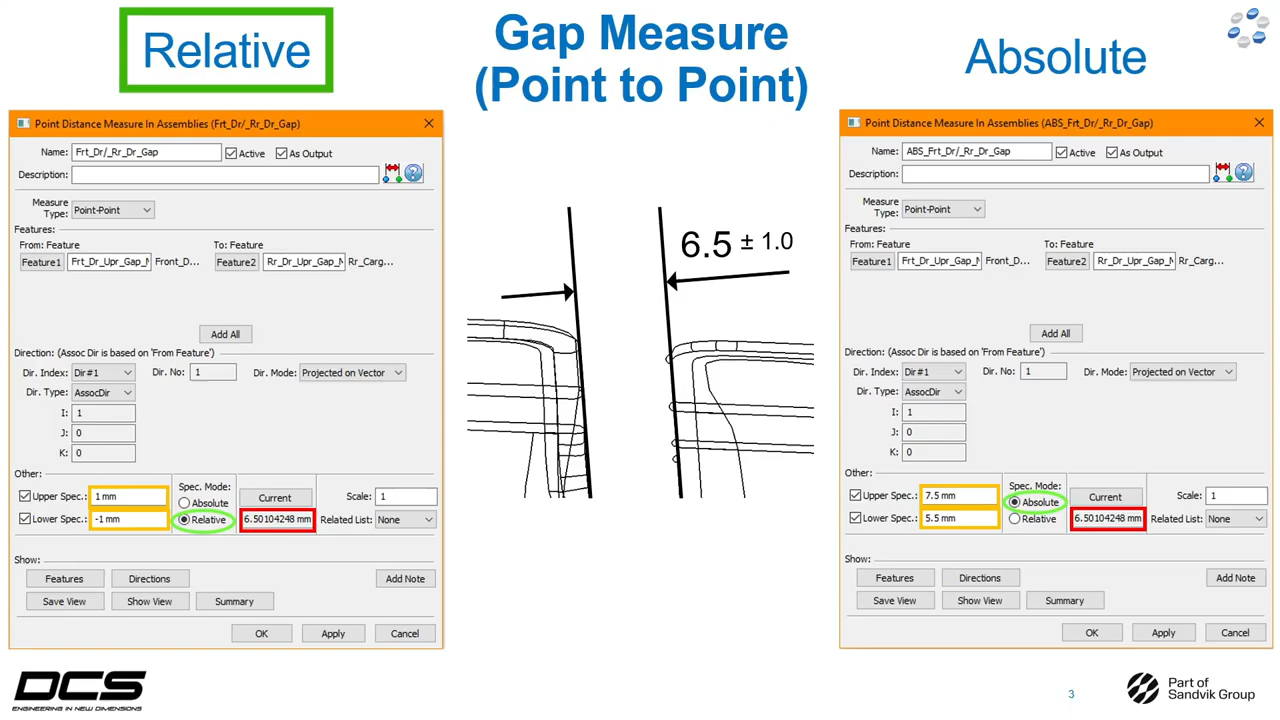 Relative
Gap Measure
(Point to Point)
Absolute
Point Distance Measure In Assemblies (Frt_Dr/_Rr_Dr_Gap)
Name: Frt_Dr/_Rr_Dr_Gap Active As Output
Description:
Measure
Type: Point-Point
Features:
From: Feature To: Feature
Feature1 Frt_Dr_Upr_Gap_N Front_D... Feature2 Rr_Dr_Upr_Gap_N Rr_Carg...
Add All
Direction: (Assoc Dir is based on 'From Feature')
Dir. Index: Dir#1 Dir. No: 1 Dir. Mode: Projected on Vector
Dir. Type: AssocDir
I: 1
J: 0
K: 0
Other:
Spec. Mode:
Upper Spec.: 1 mm Absolute Current Scale: 1
Lower Spec.: -1 mm Relative 6.50104248 mm Related List: None
Show:
Features Directions Add Note
Save View Show View Summary
OK Apply Cancel
6.5 ± 1.0
Point Distance Measure In Assemblies (ABS_Frt_Dr/_Rr_Dr_Gap)
Name: ABS_Frt_Dr/_Rr_Dr_Gap Active As Output
Description:
Measure
Type: Point-Point
Features:
From: Feature To: Feature
Feature1 Frt_Dr_Upr_Gap_N Front_D... Feature2 Rr_Dr_Upr_Gap_N Rr_Carg...
Add All
Direction: (Assoc Dir is based on 'From Feature')
Dir. Index: Dir#1 Dir. No: 1 Dir. Mode: Projected on Vector
Dir. Type: AssocDir
I: 1
J: 0
K: 0
Other:
Spec. Mode:
Upper Spec.: 7.5 mm Absolute Current Scale: 1
Lower Spec.: 5.5 mm Relative 6.50104248 mm Related List: None
Show:
Features Directions Add Note
Save View Show View Summary
OK Apply Cancel
DCS
ENGINEERING IN NEW DIMENSIONS
3
Part of
Sandvik Group